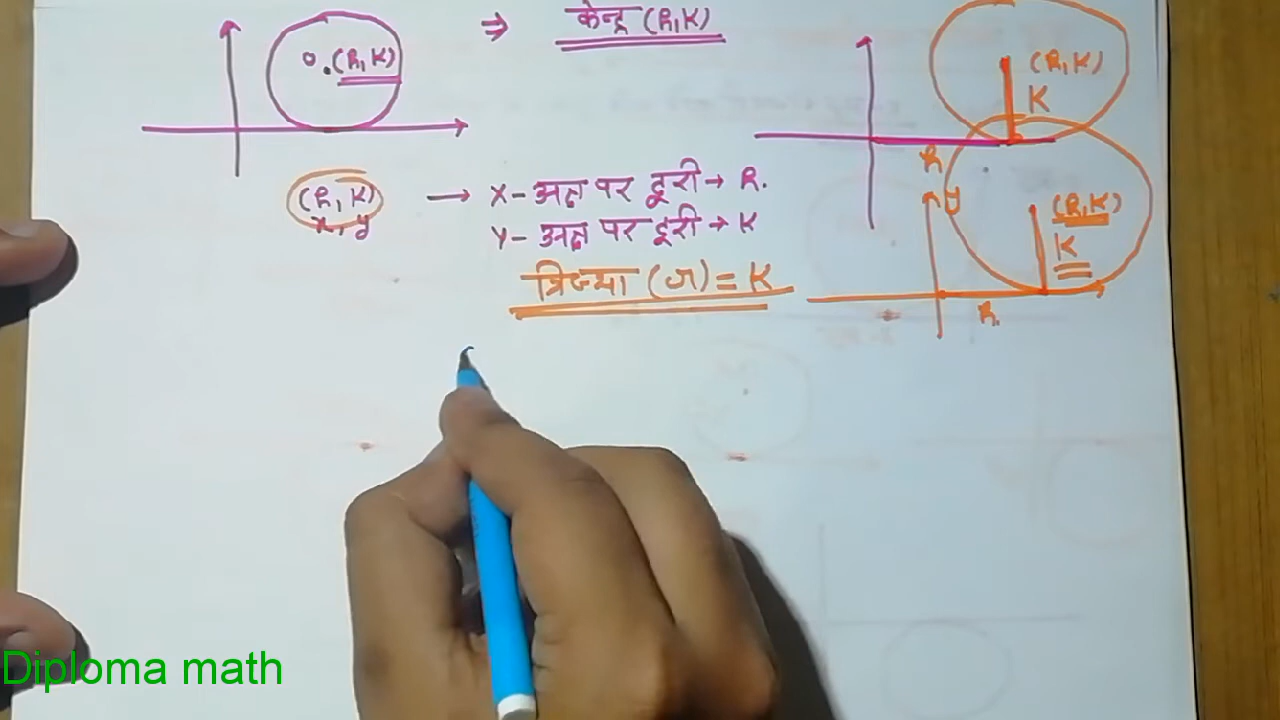 ⇒ केन्द्र (h, k)
O.(h, k)
(h, k)
k
h
(h, k) → x-अक्ष पर दूरी → h.
x, y
y-अक्ष पर दूरी → k
त्रिज्या (r) = k
y
(h, k)
k
h.
Diploma math